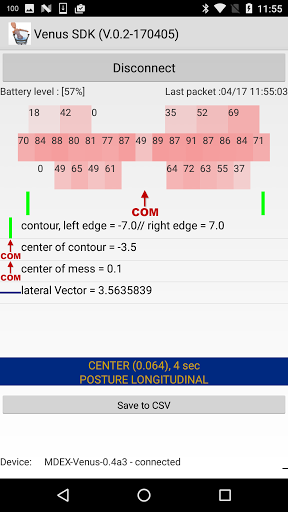 100 11:55
Venus SDK (V.0.2-170405)
Disconnect
Battery level : [57%] Last packet :04/17 11:55:03
18 42 0 35 52 69
70 84 88 80 71 77 91 87 49 89 87 91 86 91 86 84 71
0 49 65 49 61 64 72 63 55 37
COM
contour, left edge = -7.0// right edge = 7.0
center of contour = -3.5
COM
center of mess = 0.1
COM
lateral Vector = 3.5635839
CENTER (0.064), 4 sec
POSTURE LONGITUDINAL
Save to CSV
Device: MDEX-Venus-0.4a3 - connected